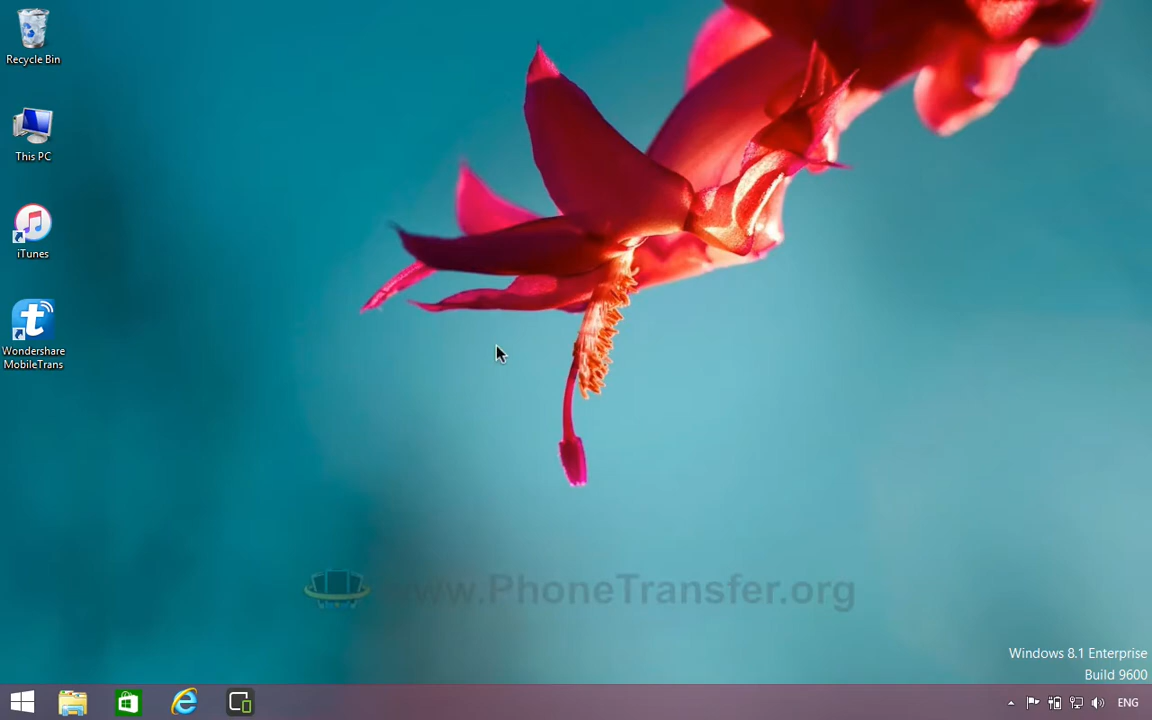 Recycle Bin
This PC
iTunes
Wondershare
MobileTrans
www.PhoneTransfer.org
Windows 8.1 Enterprise
Build 9600
ENG